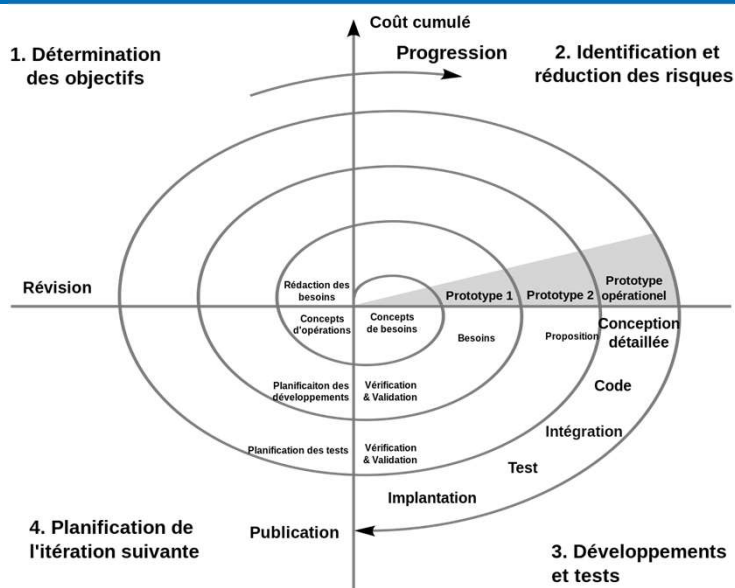 Coût cumulé
1. Détermination
des objectifs
Progression
2. Identification et
réduction des risques
Révision
Rédaction des
besoins
Prototype 1
Prototype 2
Prototype
opérationel
Concepts
d'opérations
Concepts
de besoins
Besoins
Proposition
Conception
détaillée
Planificaiton des
développements
Vérification
& Validation
Code
Intégration
Planification des tests
Vérification
& Validation
Test
Implantation
Publication
4. Planification de
l'itération suivante
3. Développements
et tests